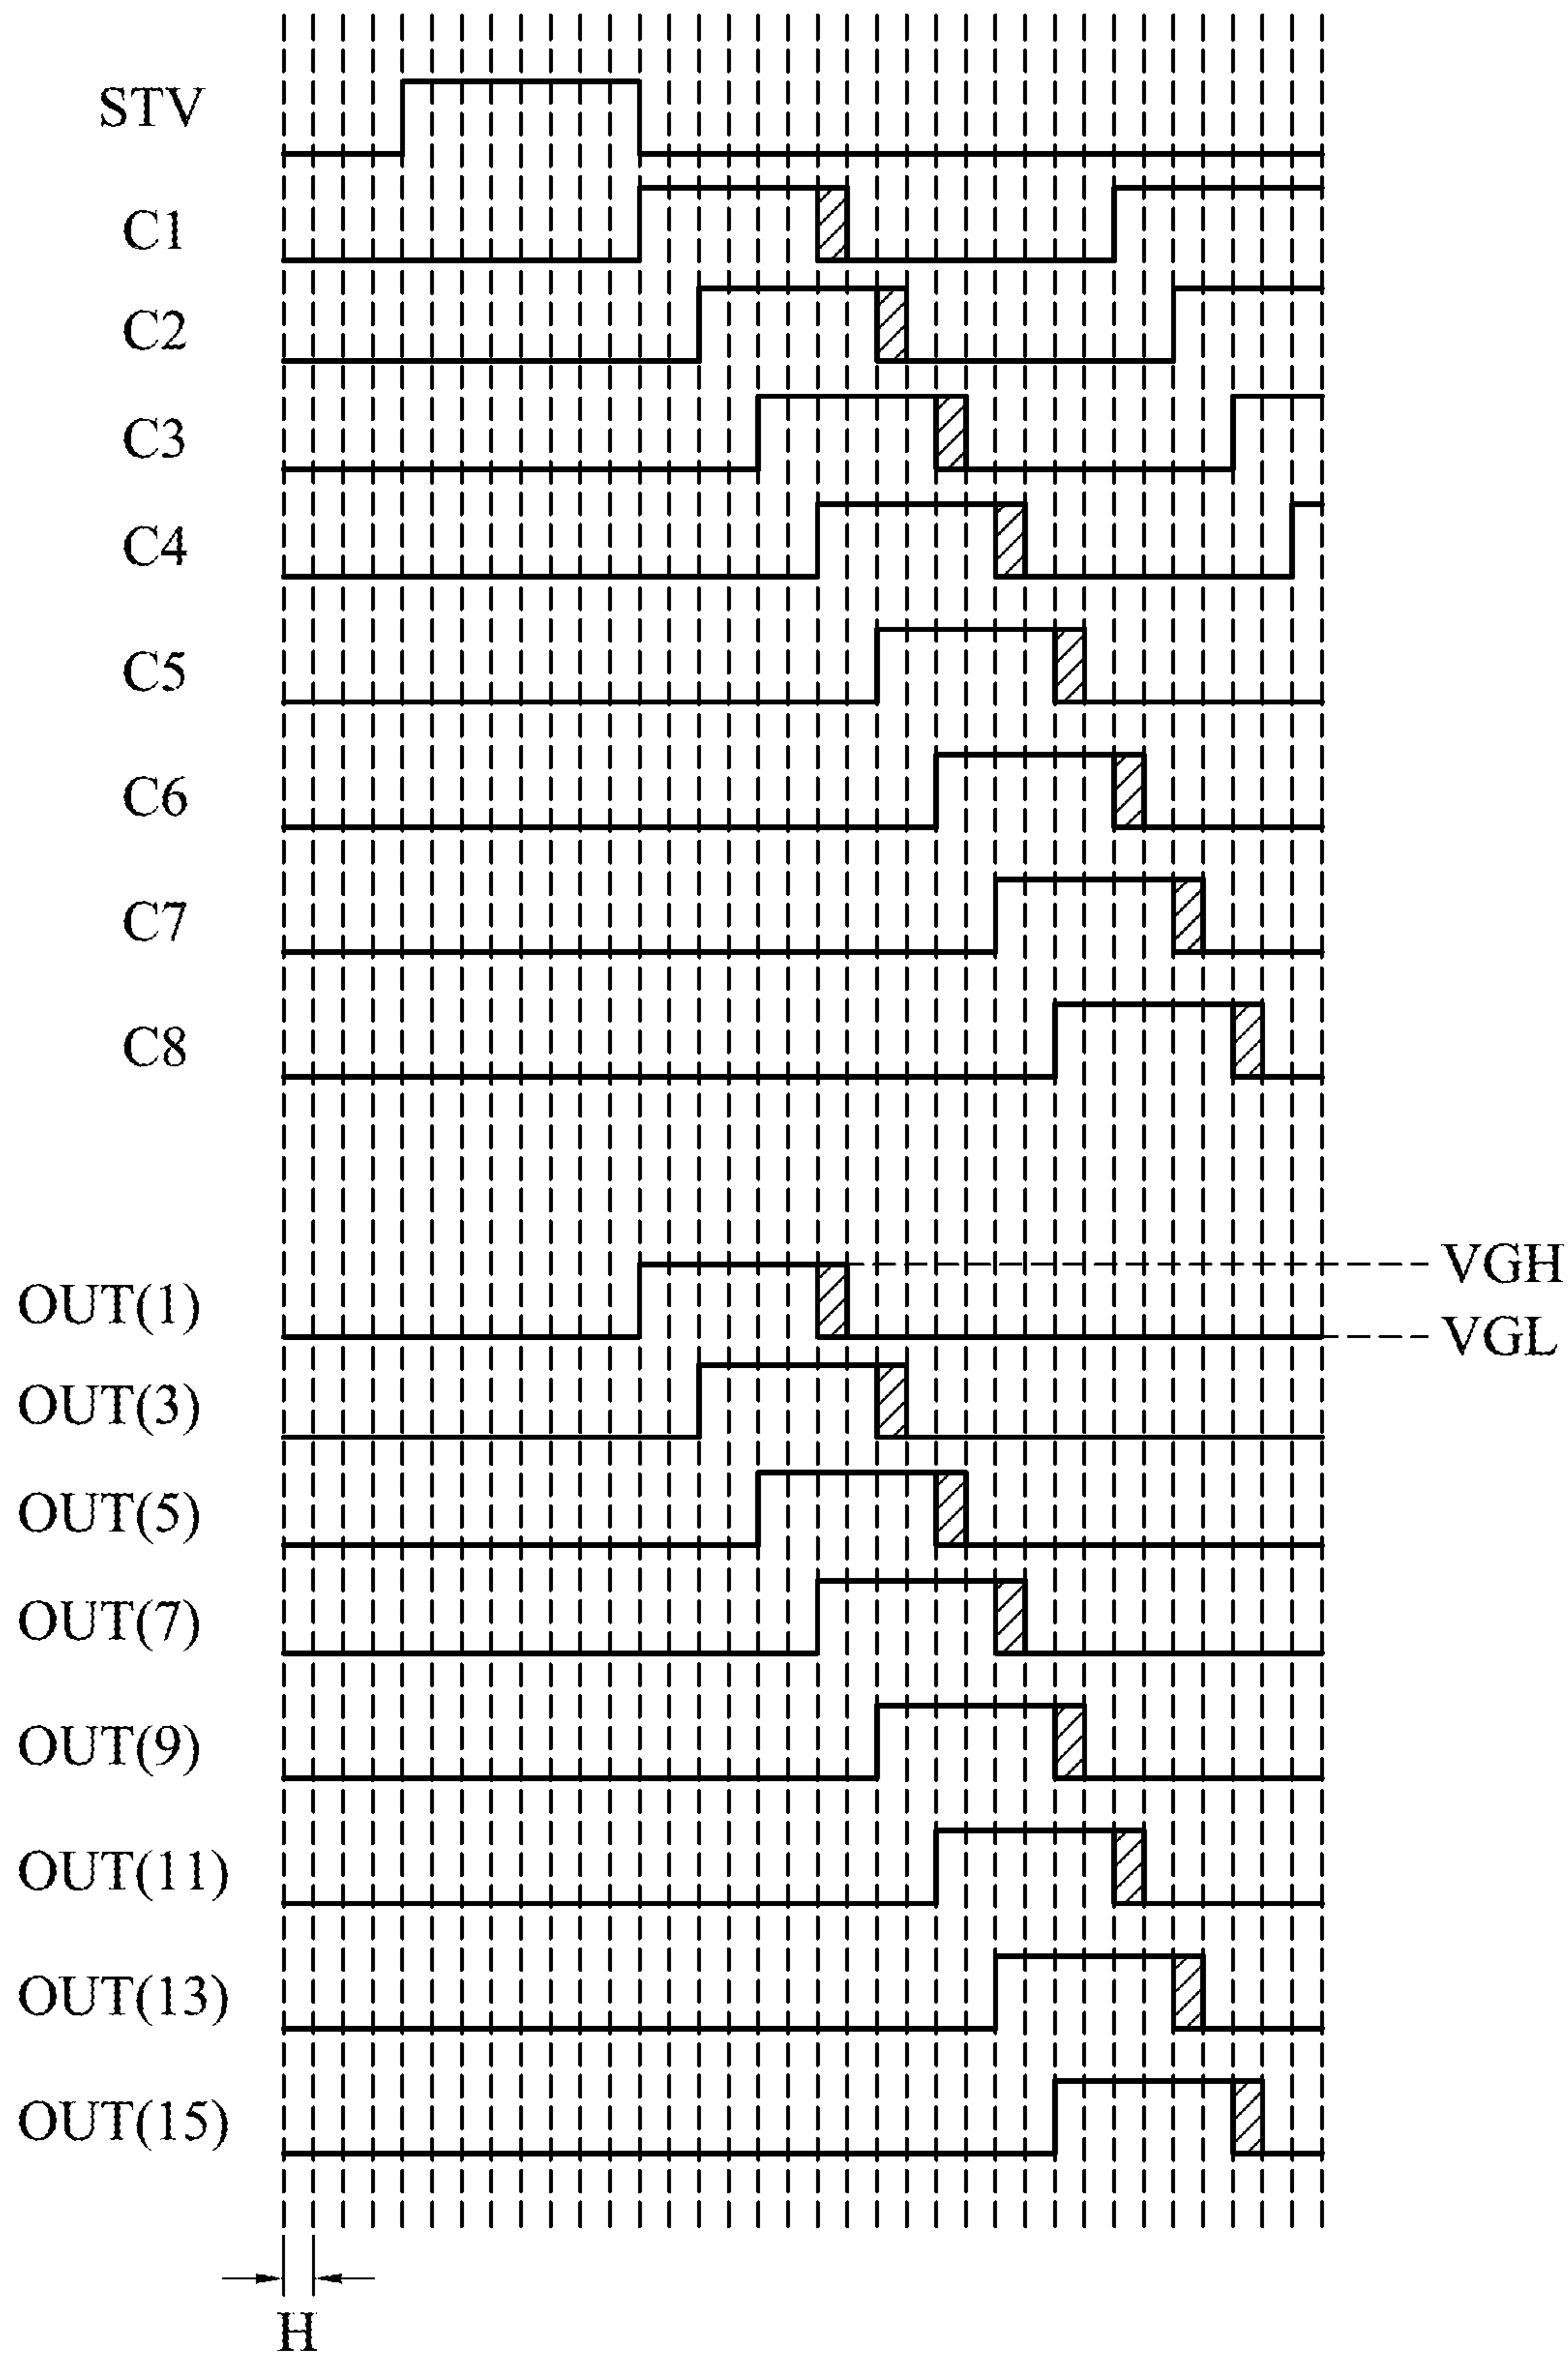 STV
C1
C2
C3
C4
C5
C6
C7
C8
VGH
OUT(1)
VGL
OUT(3)
OUT(5)
OUT(7)
OUT(9)
OUT(11)
OUT(13)
OUT(15)
H